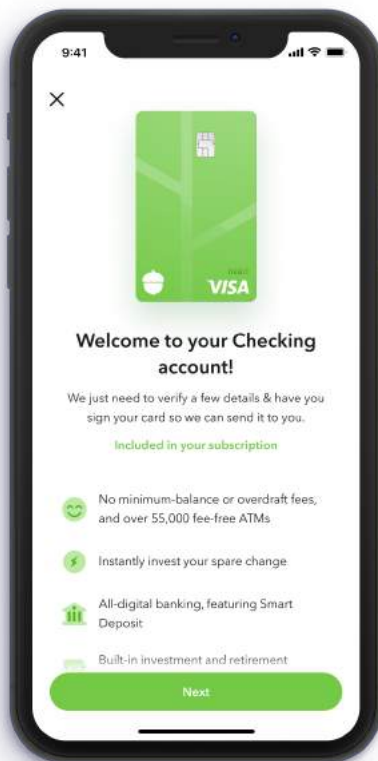 9:41
debit
VISA
Welcome to your Checking
account!
We just need to verify a few details & have you
sign your card so we can send it to you.
Included in your subscription
No minimum-balance or overdraft fees,
and over 55,000 fee-free ATMs
Instantly invest your spare change
All-digital banking, featuring Smart
Deposit
Built-in investment and retirement
Next